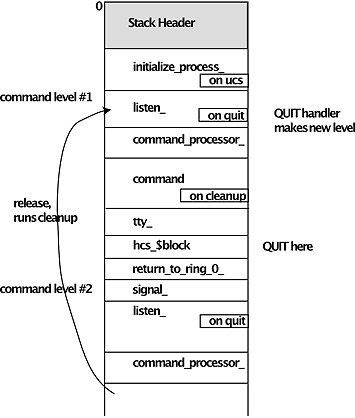 0
Stack Header
initialize_process_
on ucs
command level #1
listen_
on quit
QUIT handler
makes new level
command_processor_
command
on cleanup
release,
runs cleanup
tty_
hcs_$block
QUIT here
return_to_ring_0_
command level #2
signal_
listen_
on quit
command_processor_